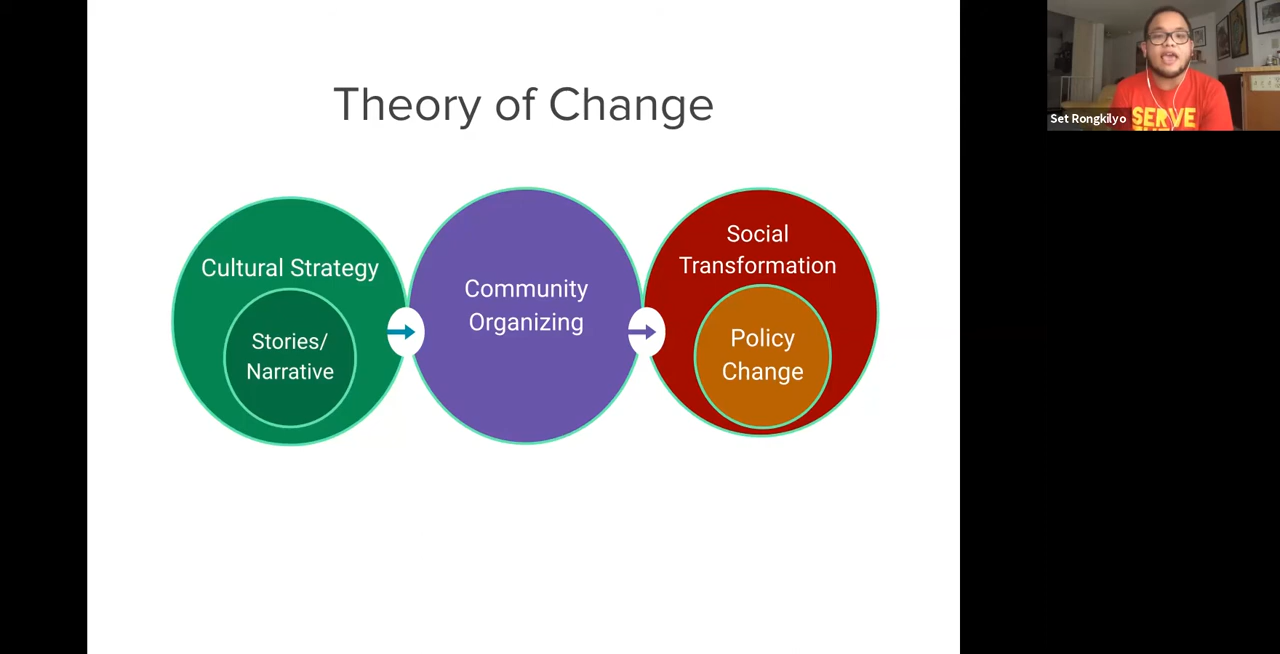 Theory of Change
Cultural Strategy
Stories/
Narrative
Community
Organizing
Social
Transformation
Policy
Change
SERVE
Set Rongkilyo